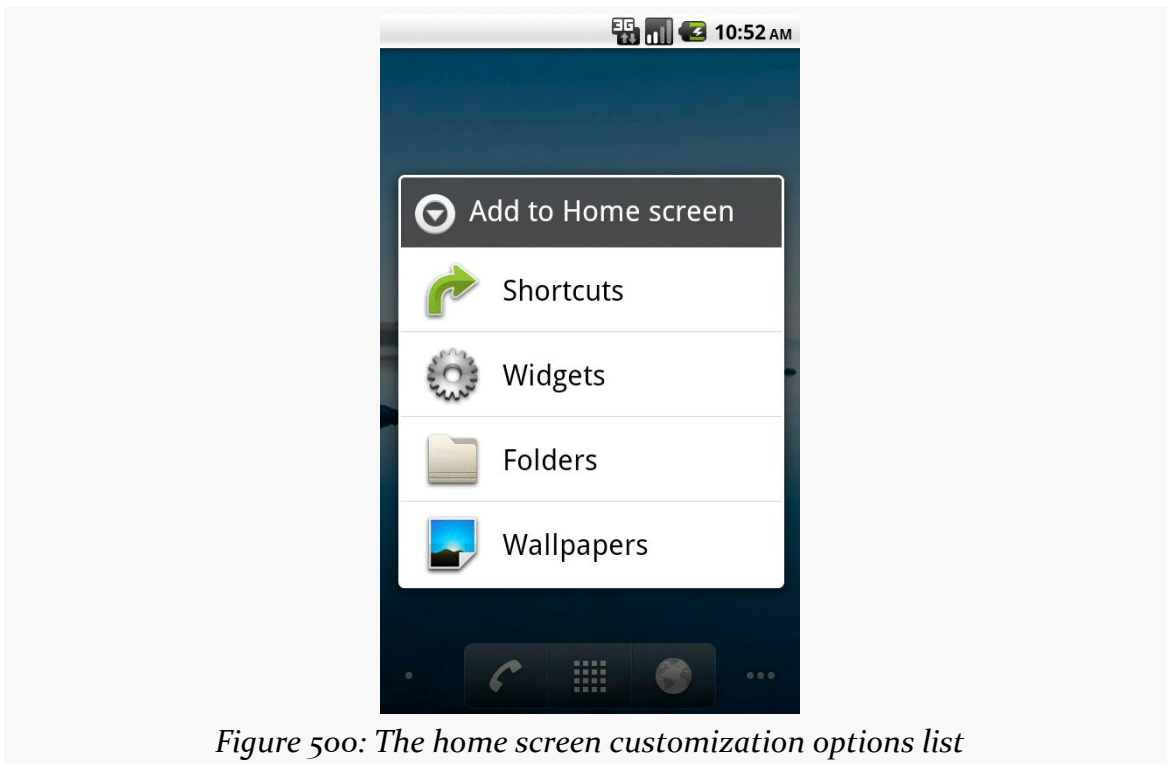 3G 10:52 AM
Add to Home screen
Shortcuts
Widgets
Folders
Wallpapers
Figure 500: The home screen customization options list